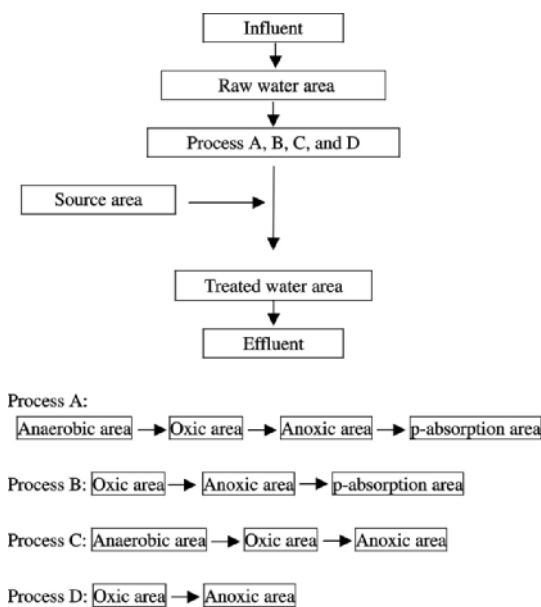 Influent
Raw water area
Process A, B, C, and D
Source area
Treated water area
Effluent
Process A:
Anaerobic area Oxic area Anoxic area p-absorption area
Process B: Oxic area Anoxic area p-absorption area
Process C: Anaerobic area Oxic area Anoxic area
Process D: Oxic area Anoxic area